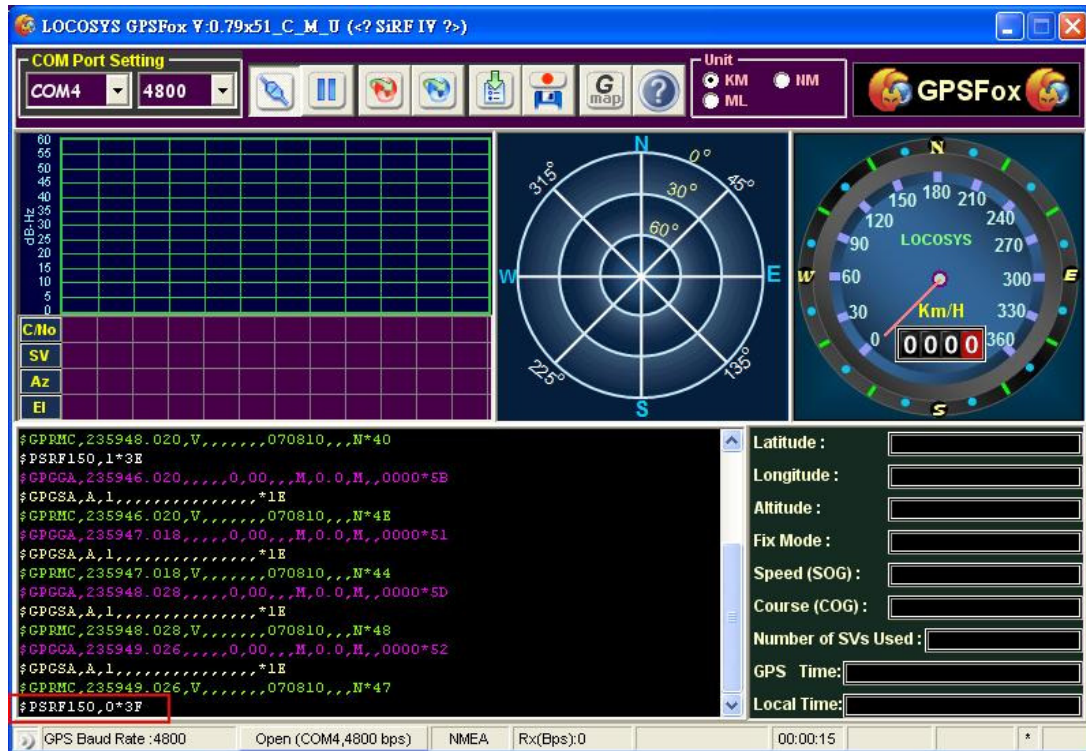 LOCOSYS GPSFox V:0.79x51_C_M_U (<? SiRF IV ?>)
COM Port Setting
COM4 4800
G map
?
Unit
KM NM
ML
GPSFox
60
55
50
45
40
35
30
25
20
15
10
5
0
dB-Hz
C/No
SV
Az
El
N
0°
315°
45°
30°
60°
W
E
225°
135°
S
N
150 180 210
120 240
90 LOCOSYS 270
W 60 300 E
30 Km/H 330
0 0000 360
S
$GPRMC,235948.020,V,,,,,,,070810,,,N*40
$PSRF150,1*3E
$GPGGA,235946.020,,,,,0,00,,,M,0.0,M,,0000*5B
$GPGSA,A,1,,,,,,,,,,,,,,,*1E
$GPRMC,235946.020,V,,,,,,,070810,,,N*4E
$GPGGA,235947.018,,,,,0,00,,,M,0.0,M,,0000*51
$GPGSA,A,1,,,,,,,,,,,,,,,*1E
$GPRMC,235947.018,V,,,,,,,070810,,,N*44
$GPGGA,235948.028,,,,,0,00,,,M,0.0,M,,0000*5D
$GPGSA,A,1,,,,,,,,,,,,,,,*1E
$GPRMC,235948.028,V,,,,,,,070810,,,N*48
$GPGGA,235949.026,,,,,0,00,,,M,0.0,M,,0000*52
$GPGSA,A,1,,,,,,,,,,,,,,,*1E
$GPRMC,235949.026,V,,,,,,,070810,,,N*47
$PSRF150,0*3F
Latitude :
Longitude :
Altitude :
Fix Mode :
Speed (SOG) :
Course (COG) :
Number of SVs Used :
GPS Time:
Local Time:
GPS Baud Rate :4800 Open (COM4,4800 bps) NMEA Rx(Bps):0 00:00:15 *